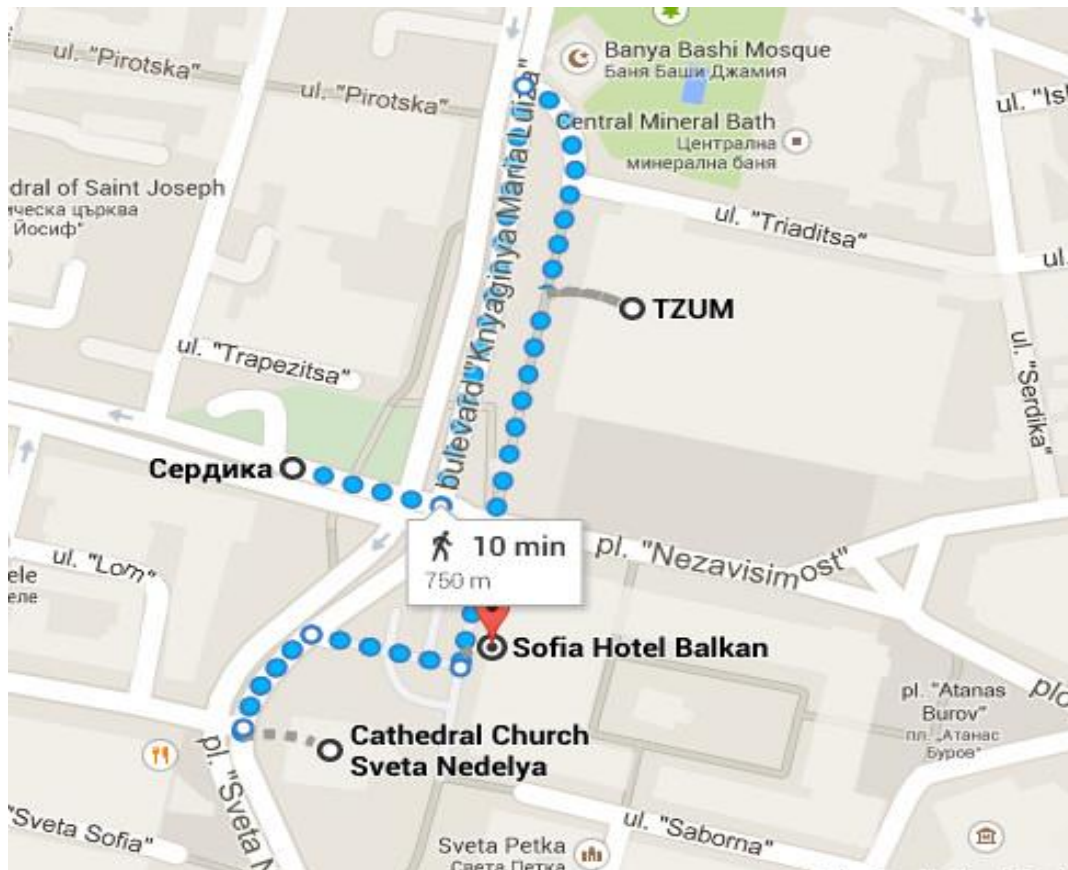 ul. "Pirotska"
ul. "Pirotska"
Banya Bashi Mosque
Баня Баши Джамия
Central Mineral Bath
Централна
минерална баня
bulevard "Knyaginya Maria Luiza"
dral of Saint Joseph
ическа църква
Йосиф"
ul. "Triaditsa"
ul. "Isk
ul.
TZUM
ul. "Trapezitsa"
ul. "Serdika"
Сердика
10 min
750 m
pl. "Nezavisimost"
ul. "Lom"
ele
еле
Sofia Hotel Balkan
pl. "Atanas
Burov"
пл. „Атанас
Буров"
plo
Cathedral Church
Sveta Nedelya
pl. "Sveta N
"Sveta Sofia"
ul. "Saborna"
Sveta Petka
Света Петка